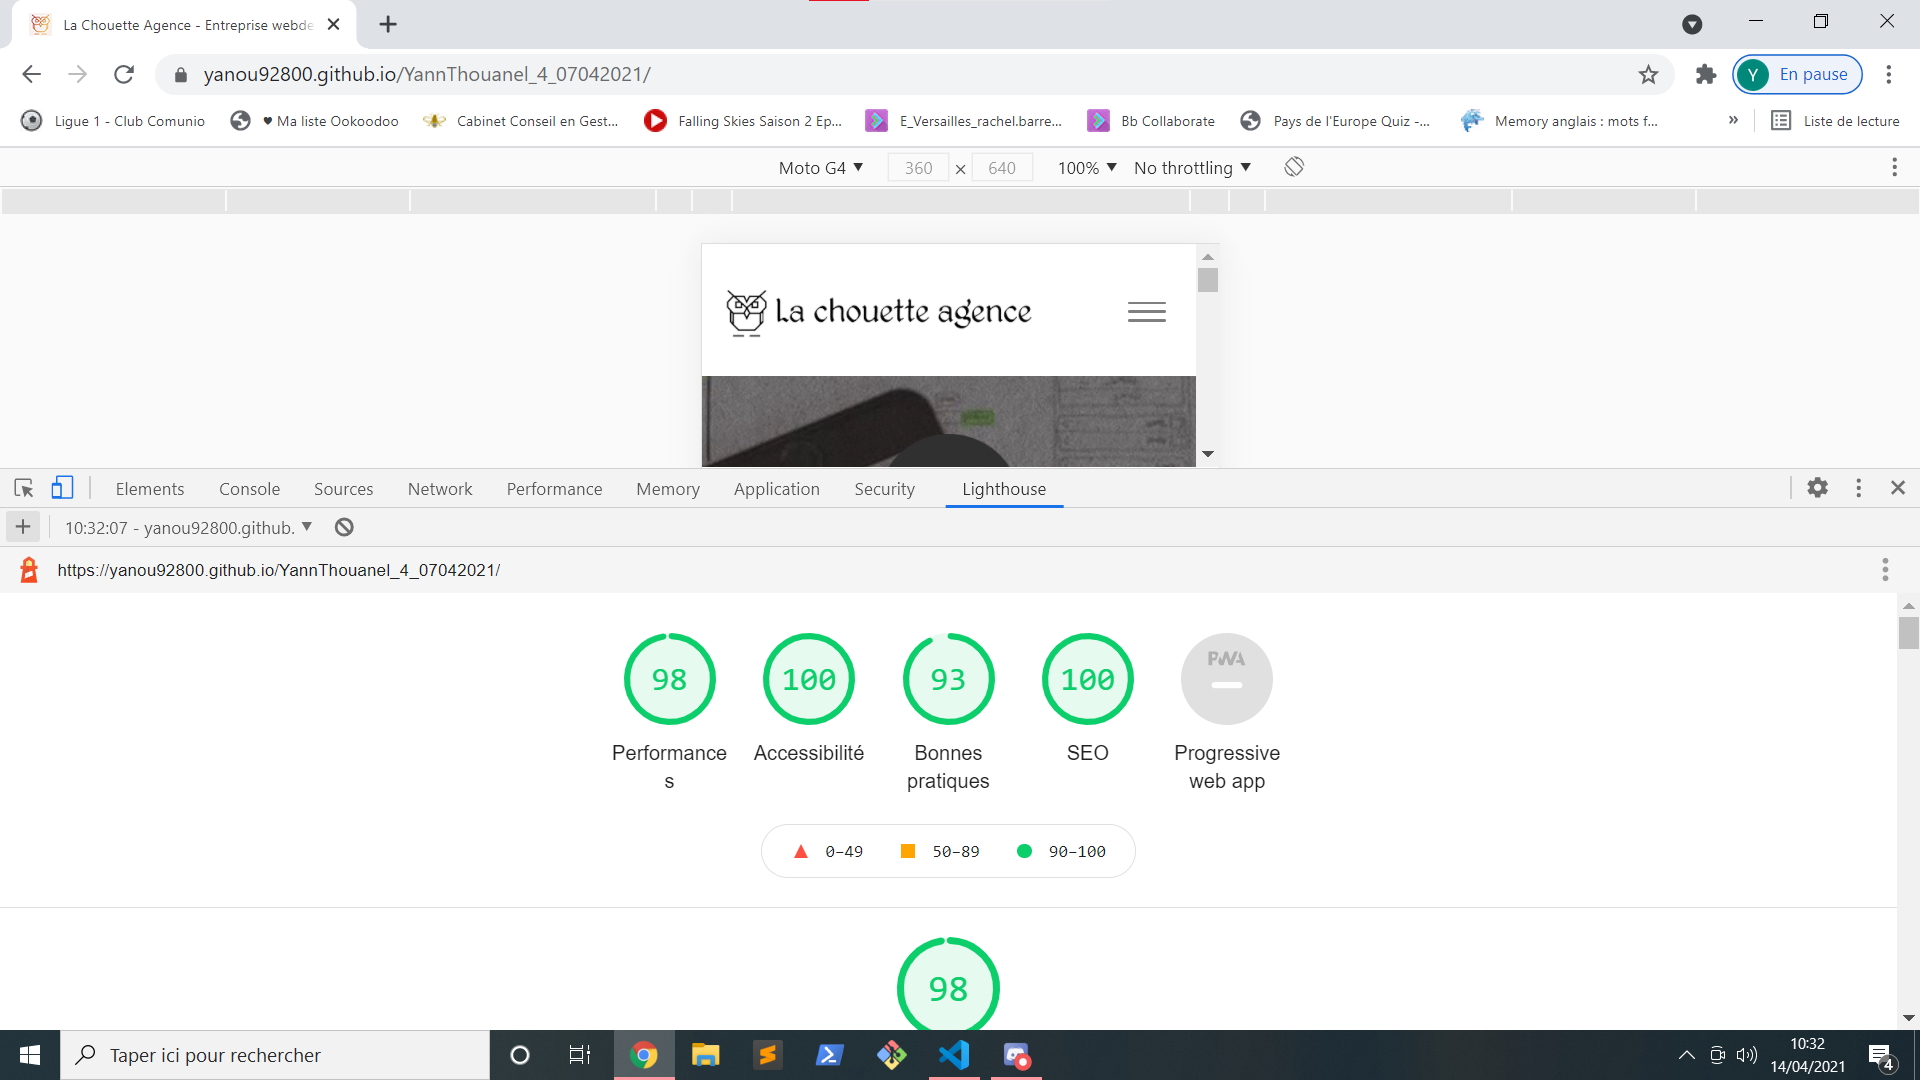 La Chouette Agence - Entreprise webde
yanou92800.github.io/YannThouanel_4_07042021/
Y En pause
Ligue 1 - Club Comunio
♥ Ma liste Ookoodoo
Cabinet Conseil en Gest...
Falling Skies Saison 2 Ep...
E_Versailles_rachel.barre...
Bb Collaborate
Pays de l'Europe Quiz -...
Memory anglais : mots f...
»
Liste de lecture
Moto G4 ▼ 360 × 640 100% ▼ No throttling ▼
La chouette agence
Elements Console Sources Network Performance Memory Application Security Lighthouse
10:32:07 - yanou92800.github. ▼
https://yanou92800.github.io/YannThouanel_4_07042021/
98 100 93 100 PWA
Performance
s
Accessibilité
Bonnes
pratiques
SEO
Progressive
web app
0–49 50–89 90–100
98
Taper ici pour rechercher
10:32
14/04/2021
4